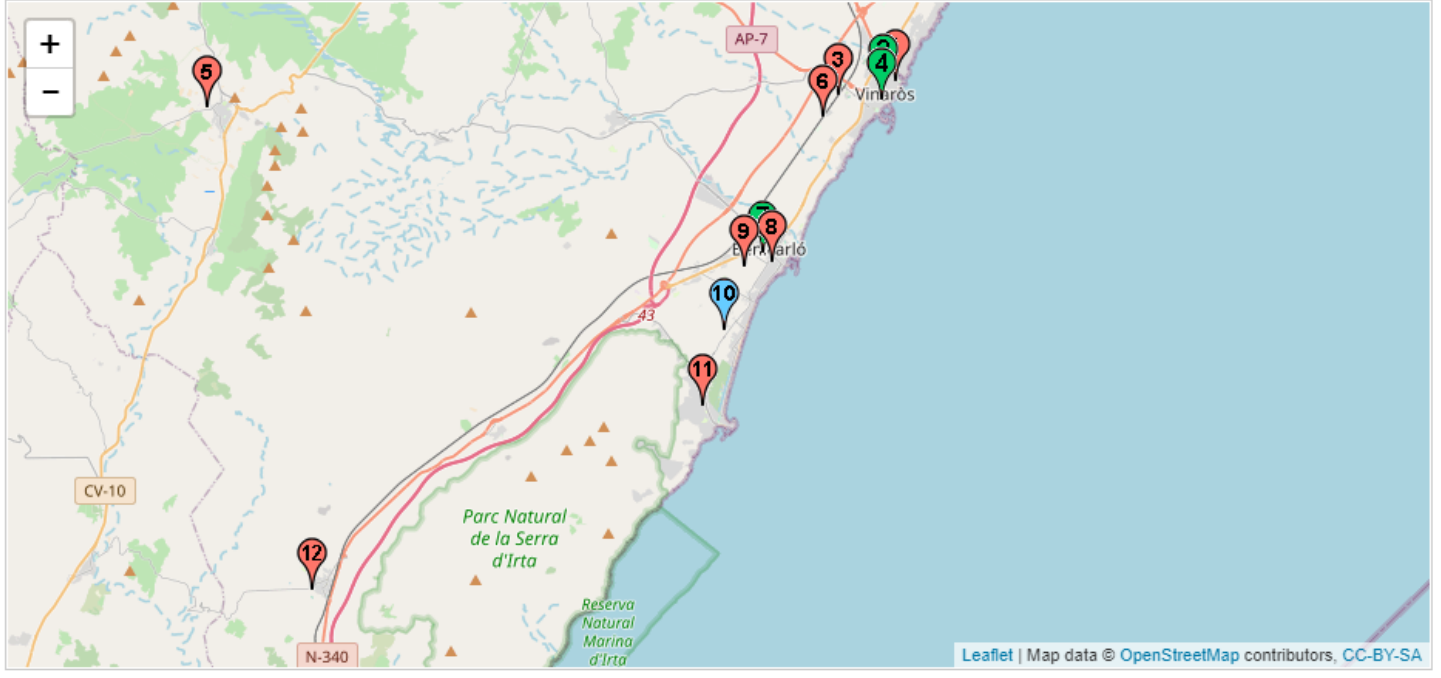 +
−
AP-7
5
3
6
4
Vinaròs
9
8
10
43
11
CV-10
Parc Natural
de la Serra
d'Irta
12
Reserva
Natural
Marina
d'Irta
N-340
Leaflet | Map data © OpenStreetMap contributors, CC-BY-SA